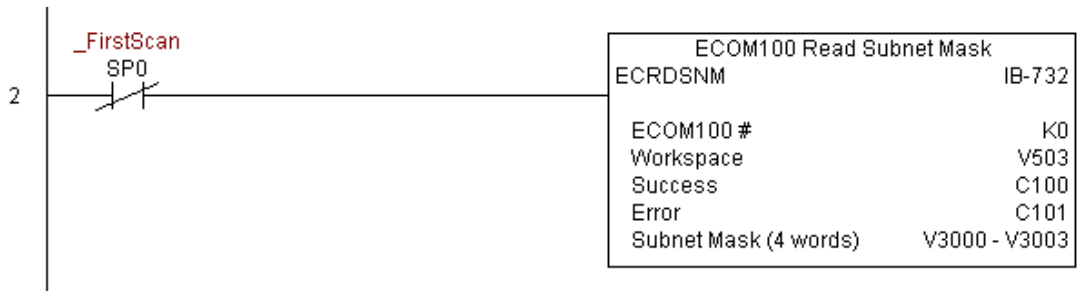 _FirstScan
SP0
2
ECOM100 Read Subnet Mask
ECRDSNM IB-732
ECOM100 # K0
Workspace V503
Success C100
Error C101
Subnet Mask (4 words) V3000 - V3003